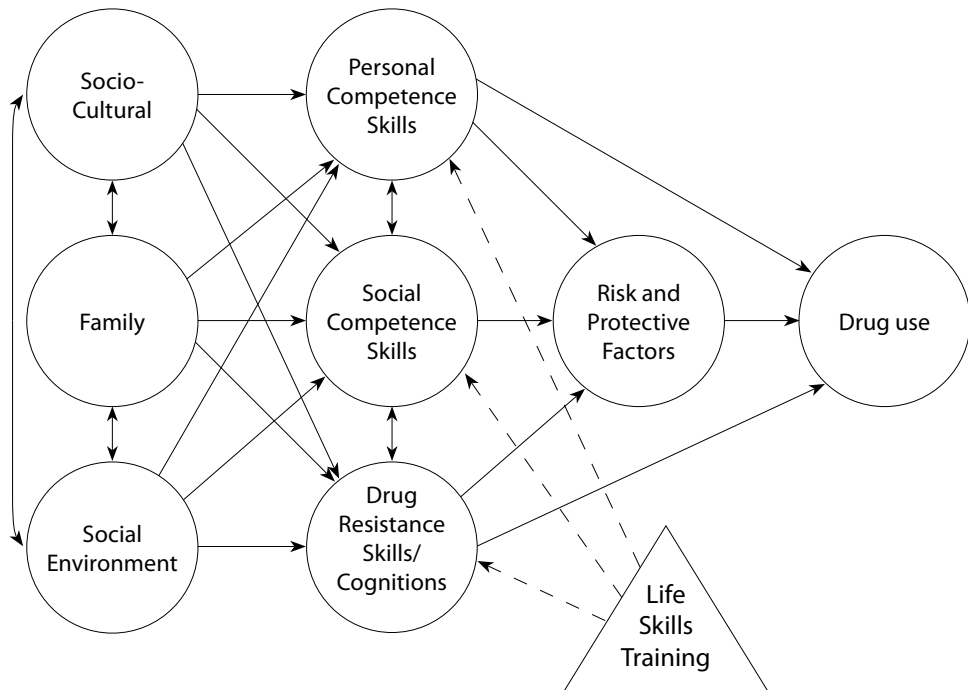 Socio-
Cultural
Personal
Competence
Skills
Family
Social
Competence
Skills
Risk and
Protective
Factors
Drug use
Social
Environment
Drug
Resistance
Skills/
Cognitions
Life
Skills
Training